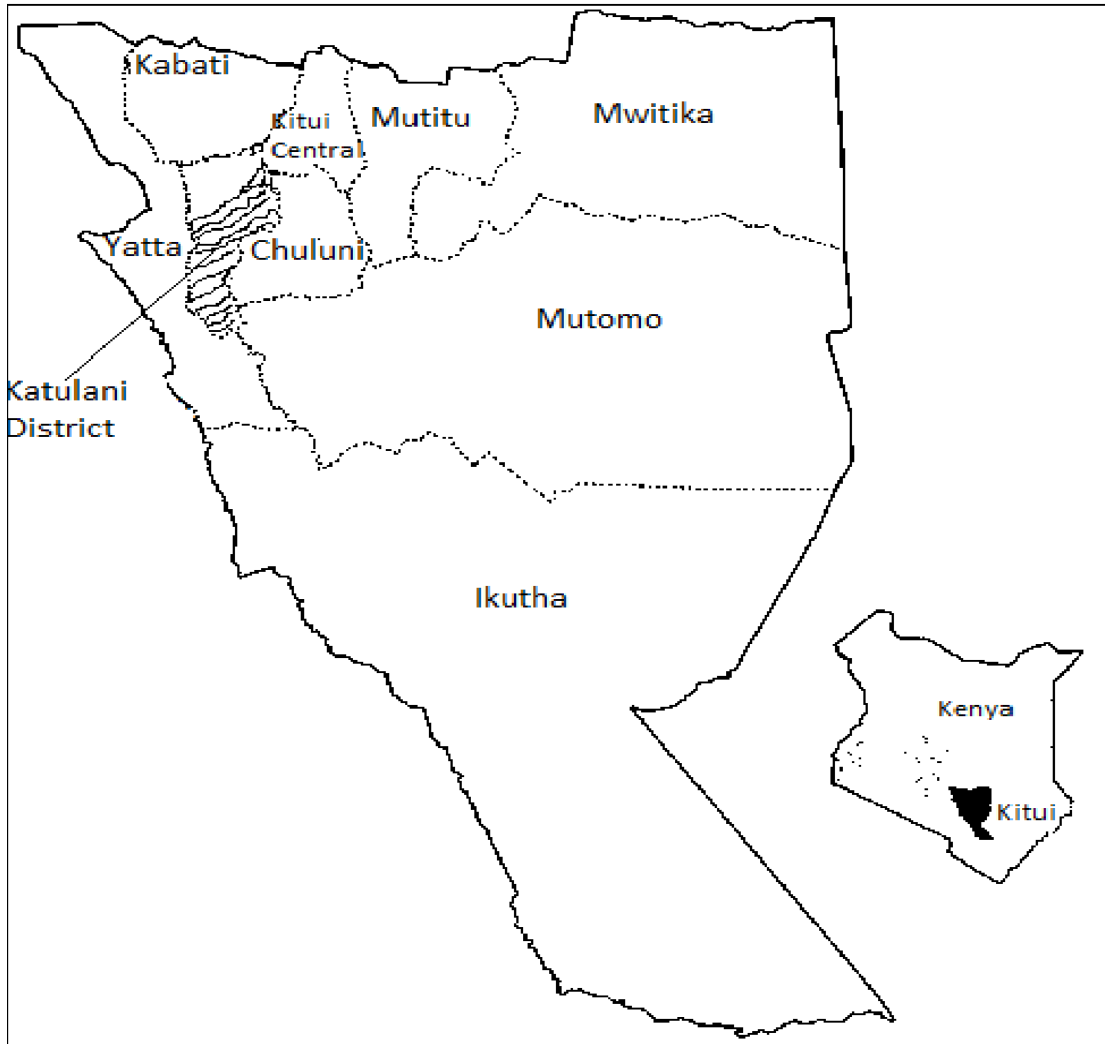 Kabati
Kitui
Central
Mutitu
Mwitika
Yatta
Chuluni
Mutomo
Katulani
District
Ikutha
Kenya
Kitui